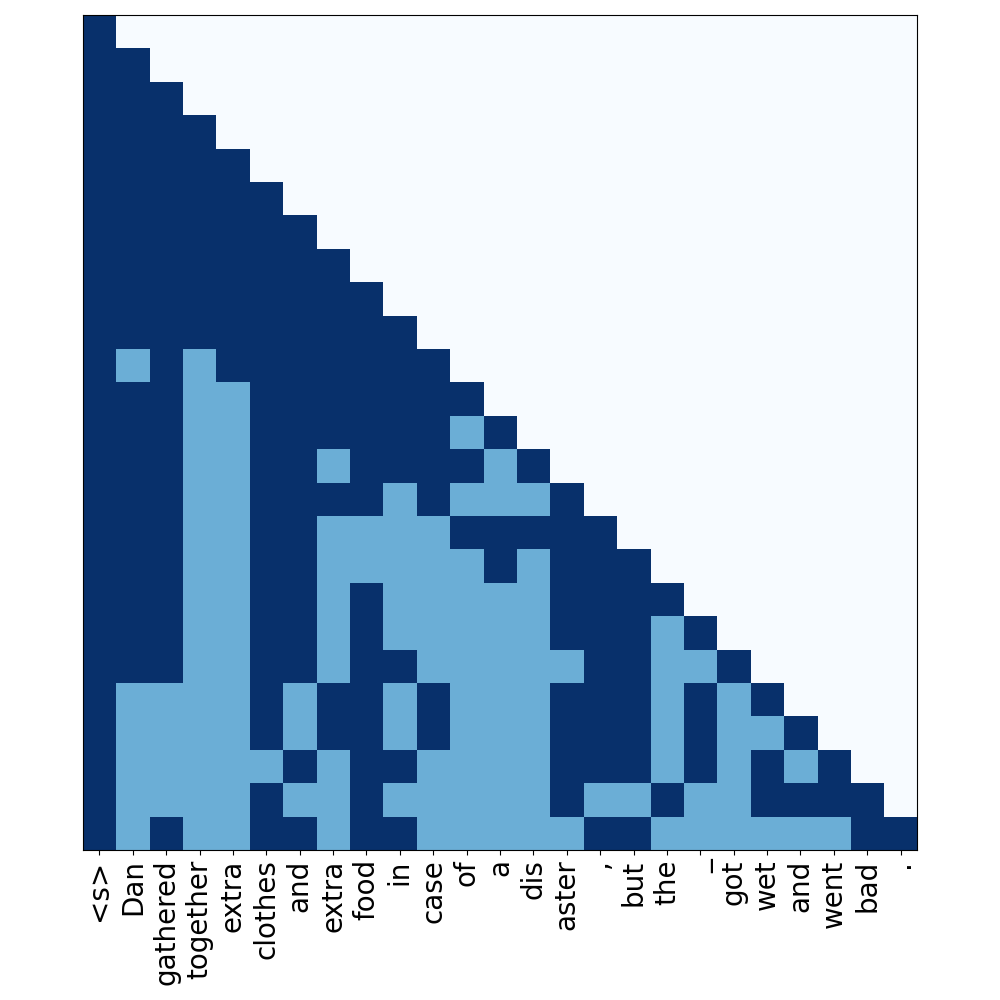 <s> Dan gathered together extra clothes and extra food in case of a dis aster , but the _ got wet and and went bad .